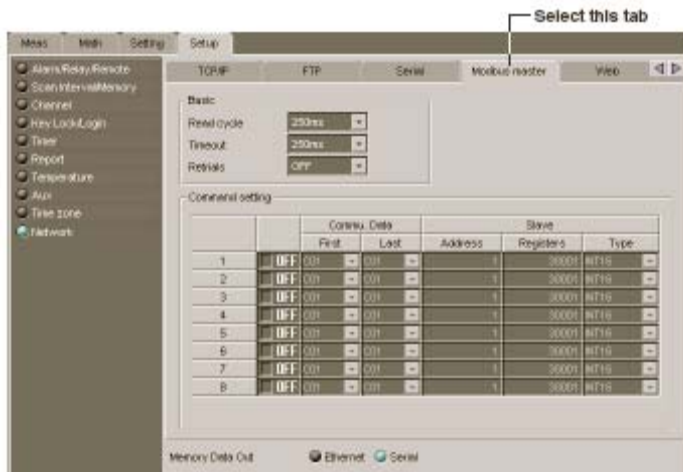 Select this tab
Meas Math Setting Setup
Alarm/Relay/Remote
Scan Interval/Memory
Channel
Key Lock/Login
Timer
Report
Temperature
Aux
Time zone
Network
TCP/IP FTP Serial Modbus master Web
Basic
Read cycle 250ms
Timeout 250ms
Retrials OFF
Command setting
Commu. Data Slave
First Last Address Registers Type
1 OFF C01 C01 1 30001 INT16
2 OFF C01 C01 1 30001 INT16
3 OFF C01 C01 1 30001 INT16
4 OFF C01 C01 1 30001 INT16
5 OFF C01 C01 1 30001 INT16
6 OFF C01 C01 1 30001 INT16
7 OFF C01 C01 1 30001 INT16
8 OFF C01 C01 1 30001 INT16
Memory Data Out Ethernet Serial